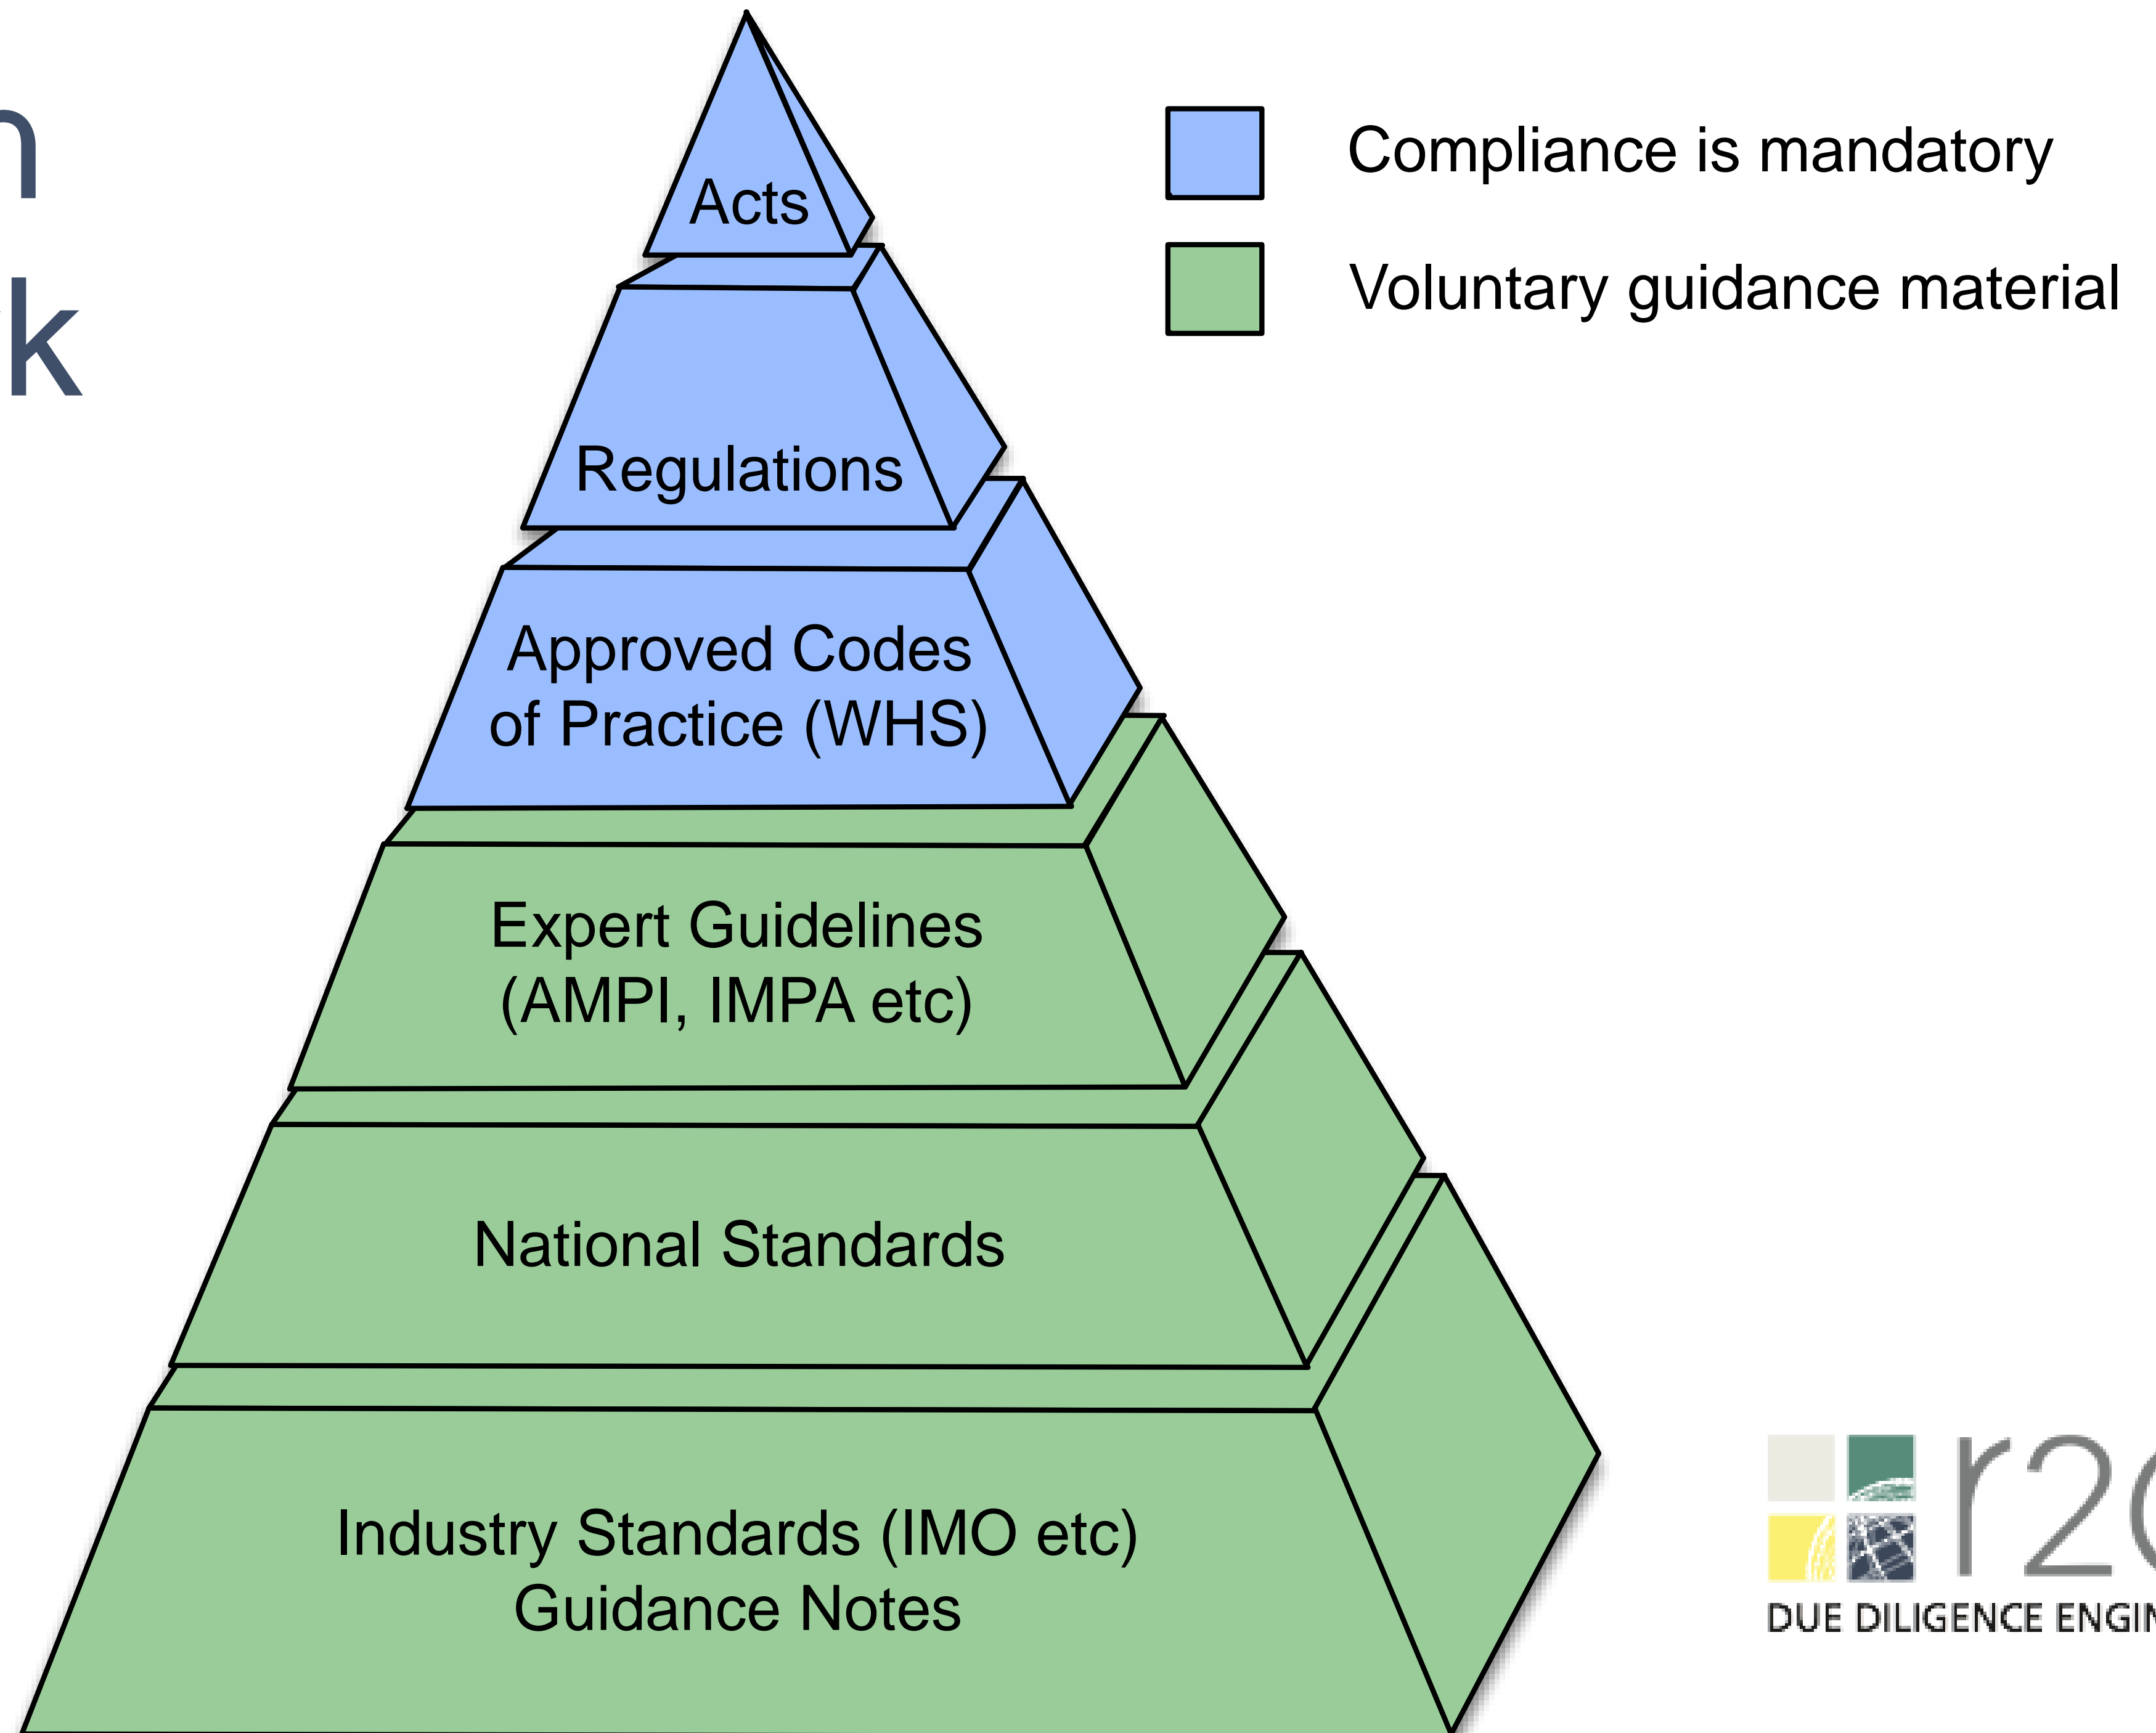 Acts
Regulations
Approved Codes
of Practice (WHS)
Expert Guidelines
(AMPI, IMPA etc)
National Standards
Industry Standards (IMO etc)
Guidance Notes
Compliance is mandatory
Voluntary guidance material
r2
DUE DILIGENCE